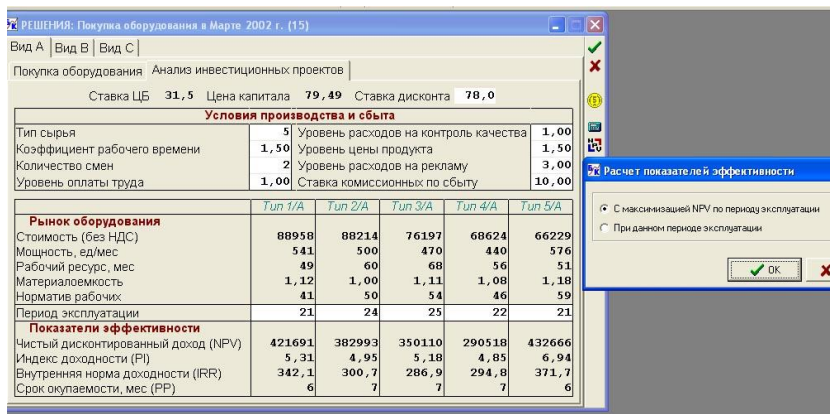 РЕШЕНИЯ: Покупка оборудования в Марте 2002 г. (15)
Вид A Вид B Вид C
Покупка оборудования Анализ инвестиционных проектов
Ставка ЦБ 31,5 Цена капитала 79,49 Ставка дисконта 78,0
Условия производства и сбыта
Тип сырья 5 Уровень расходов на контроль качества 1,00
Коэффициент рабочего времени 1,50 Уровень цены продукта 1,50
Количество смен 2 Уровень расходов на рекламу 3,00
Уровень оплаты труда 1,00 Ставка комиссионных по сбыту 10,00
Тип 1/A Тип 2/A Тип 3/A Тип 4/A Тип 5/A
Рынок оборудования
Стоимость (без НДС) 88958 88214 76197 68624 66229
Мощность, ед/мес 541 500 470 440 576
Рабочий ресурс, мес 49 60 68 56 51
Материалоемкость 1,12 1,00 1,11 1,08 1,18
Норматив рабочих 41 50 54 46 59
Период эксплуатации 21 24 25 22 21
Показатели эффективности
Чистый дисконтированный доход (NPV) 421691 382993 350110 290518 432666
Индекс доходности (PI) 5,31 4,95 5,18 4,85 6,94
Внутренняя норма доходности (IRR) 342,1 300,7 286,9 294,8 371,7
Срок окупаемости, мес (PP) 6 7 7 7 6
Расчет показателей эффективности
С максимизацией NPV по периоду эксплуатации
При данном периоде эксплуатации
OK